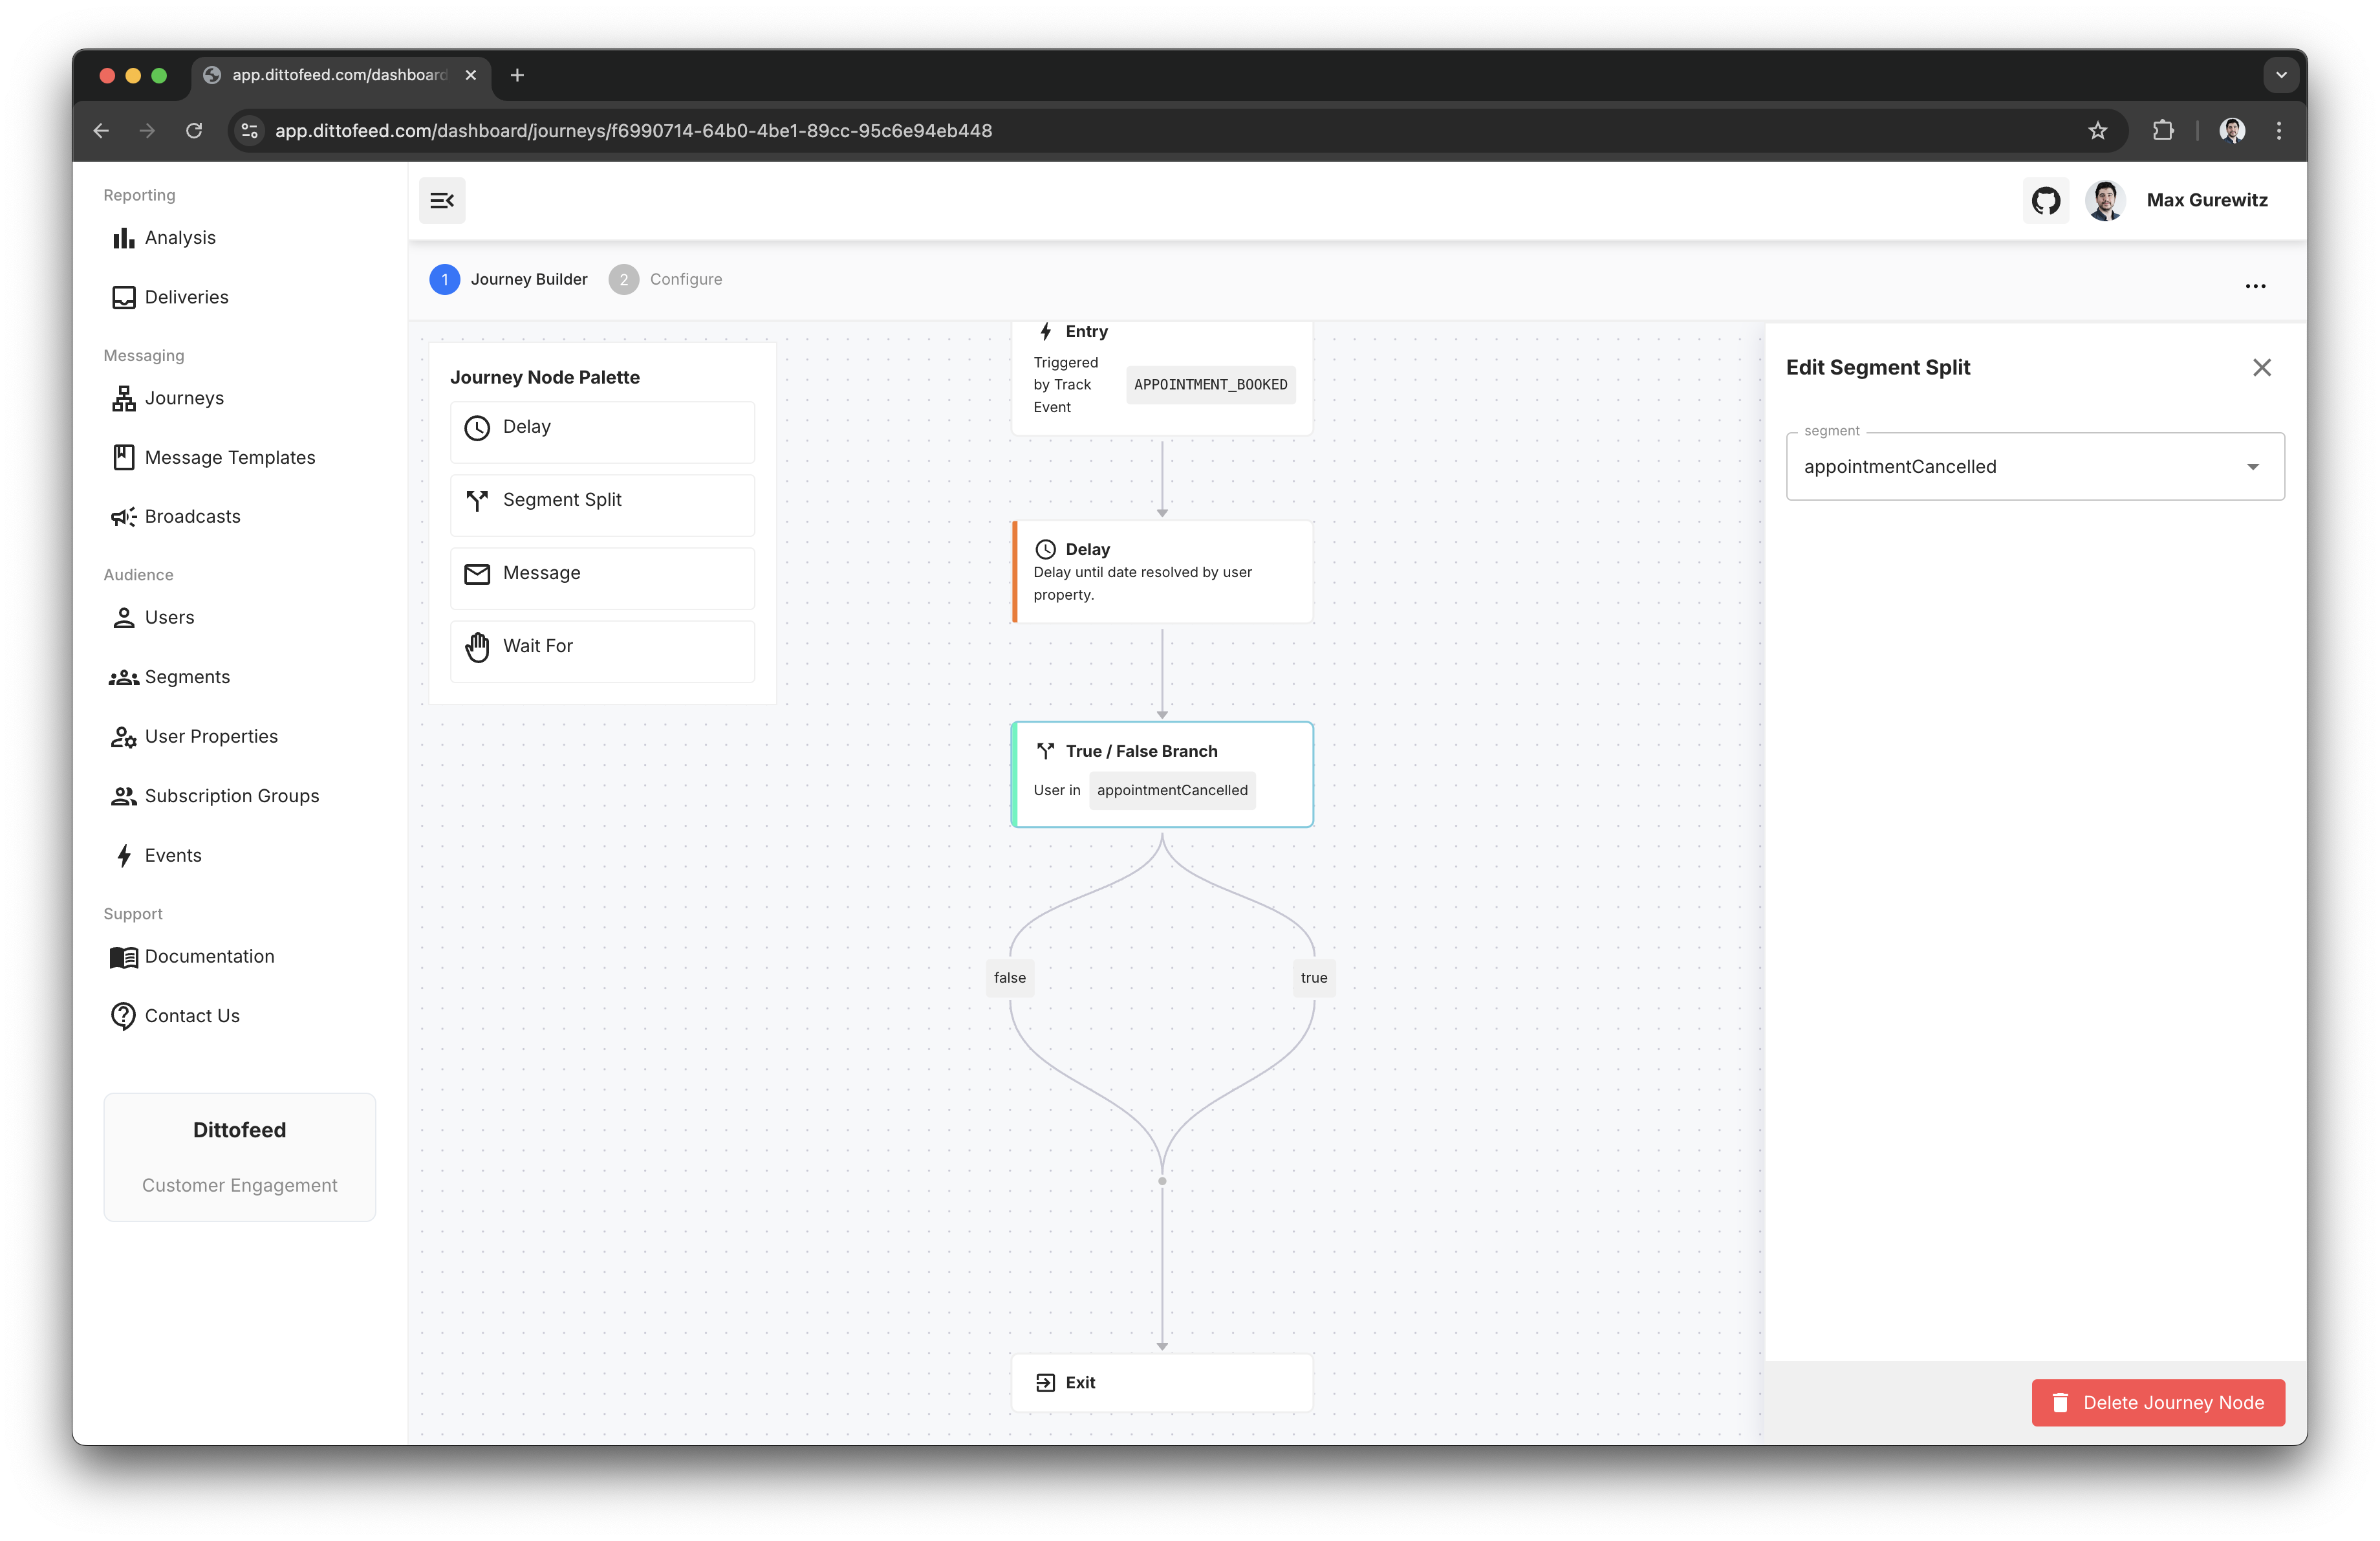 app.dittofeed.com/dashboard
app.dittofeed.com/dashboard/journeys/f6990714-64b0-4be1-89cc-95c6e94eb448
Reporting
Analysis
Deliveries
Messaging
Journeys
Message Templates
Broadcasts
Audience
Users
Segments
User Properties
Subscription Groups
Events
Support
Documentation
Contact Us
Dittofeed
Customer Engagement
Max Gurewitz
1 Journey Builder 2 Configure
Journey Node Palette
Delay
Segment Split
Message
Wait For
Entry
Triggered
by Track
Event
APPOINTMENT_BOOKED
Delay
Delay until date resolved by user
property.
True / False Branch
User in appointmentCancelled
false true
Exit
Edit Segment Split
segment
appointmentCancelled
Delete Journey Node